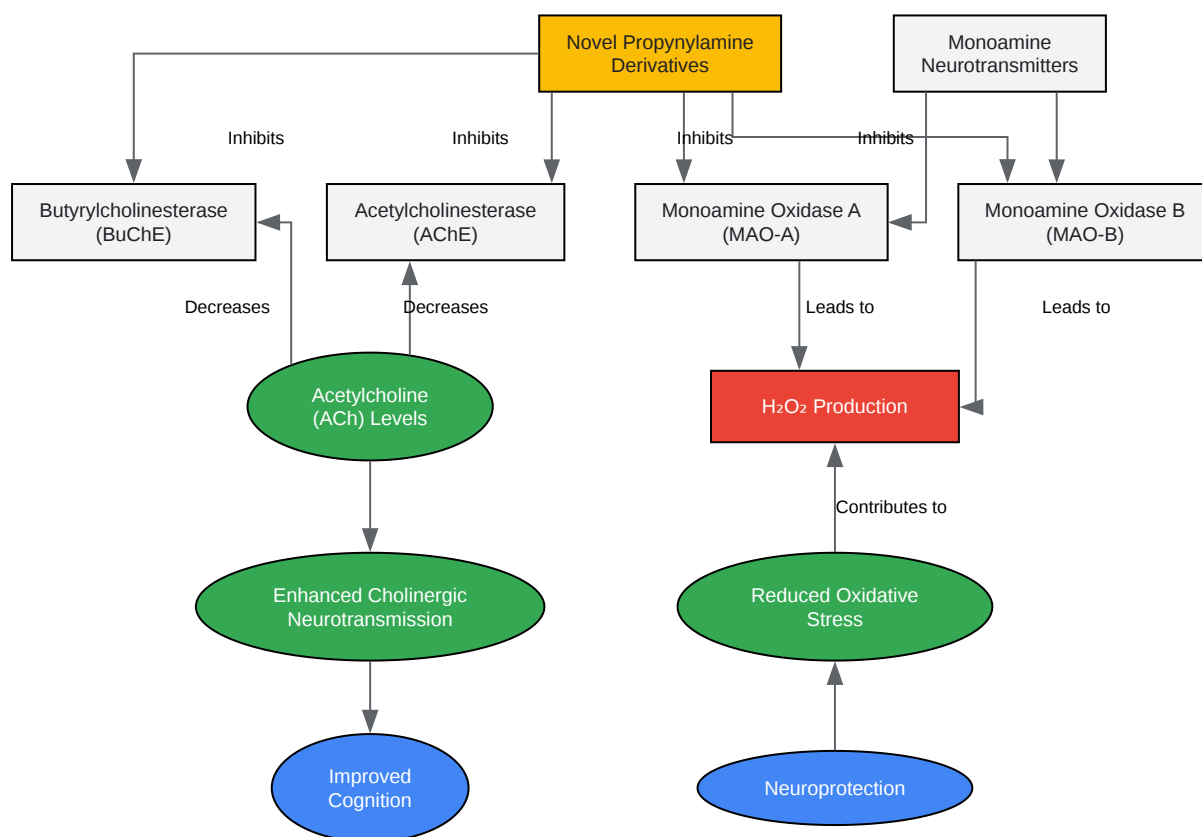 Novel Propynylamine
Derivatives
Monoamine
Neurotransmitters
Inhibits
Inhibits
Inhibits
Inhibits
Butyrylcholinesterase
(BuChE)
Acetylcholinesterase
(AChE)
Monoamine Oxidase A
(MAO-A)
Monoamine Oxidase B
(MAO-B)
Decreases
Decreases
Leads to
Leads to
Acetylcholine
(ACh) Levels
H₂O₂ Production
Contributes to
Enhanced Cholinergic
Neurotransmission
Reduced Oxidative
Stress
Improved
Cognition
Neuroprotection